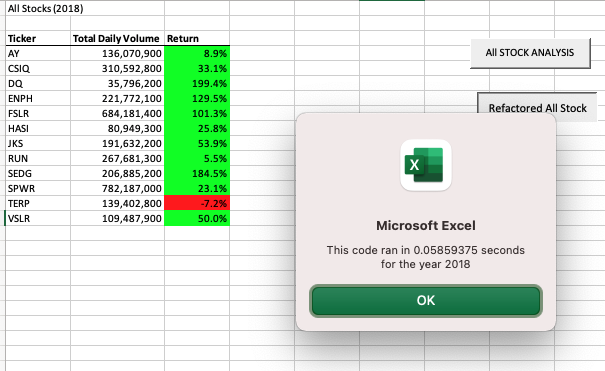 All Stocks (2018)
Ticker Total Daily Volume Return
AY 136,070,900 8.9%
CSIQ 310,592,800 33.1%
DQ 35,796,200 199.4%
ENPH 221,772,100 129.5%
FSLR 684,181,400 101.3%
HASI 80,949,300 25.8%
JKS 191,632,200 53.9%
RUN 267,681,300 5.5%
SEDG 206,885,200 184.5%
SPWR 782,187,000 23.1%
TERP 139,402,800 -7.2%
VSLR 109,487,900 50.0%
All STOCK ANALYSIS
Refactored All Stock
X
Microsoft Excel
This code ran in 0.05859375 seconds
for the year 2018
OK